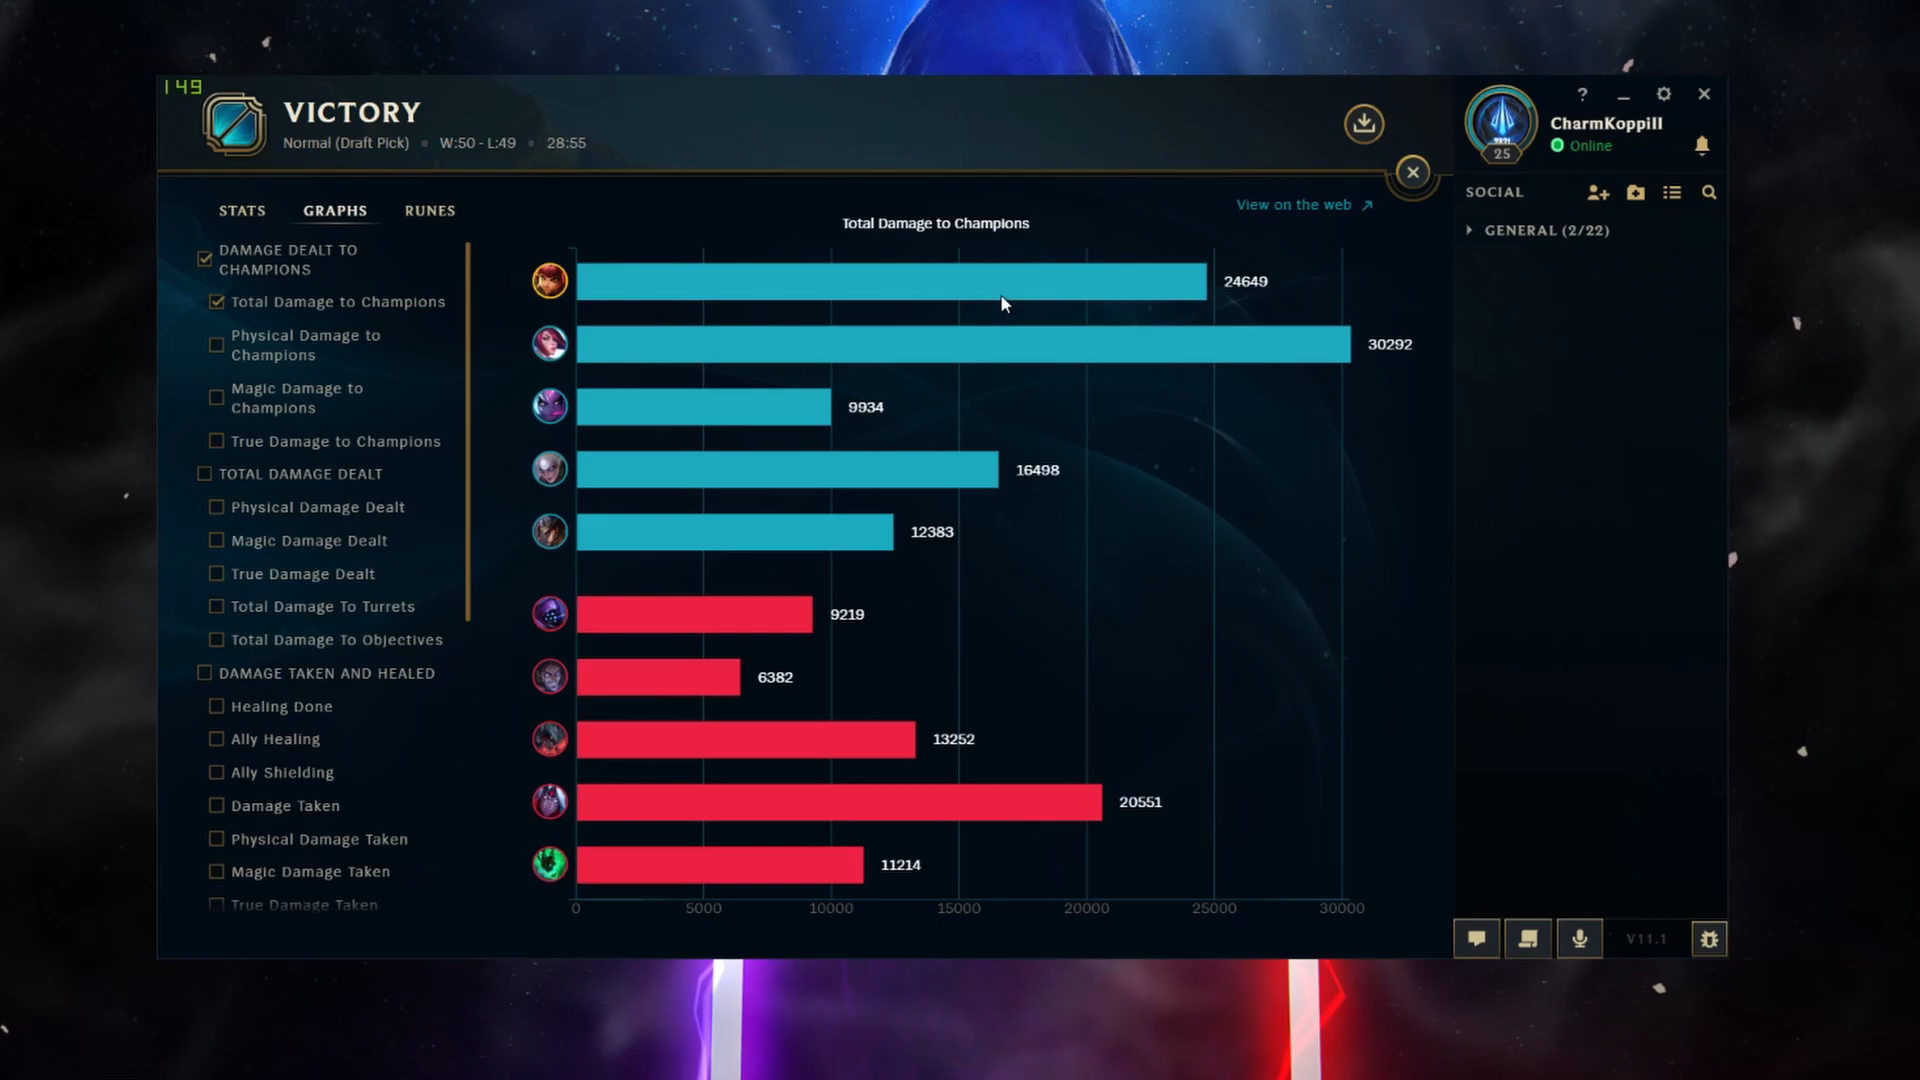 149
VICTORY
Normal (Draft Pick) • W:50 - L:49 • 28:55
CharmKoppill
Online
25
SOCIAL
GENERAL (2/22)
STATS GRAPHS RUNES
View on the web
DAMAGE DEALT TO
CHAMPIONS
Total Damage to Champions
Physical Damage to
Champions
Magic Damage to
Champions
True Damage to Champions
TOTAL DAMAGE DEALT
Physical Damage Dealt
Magic Damage Dealt
True Damage Dealt
Total Damage To Turrets
Total Damage To Objectives
DAMAGE TAKEN AND HEALED
Healing Done
Ally Healing
Ally Shielding
Damage Taken
Physical Damage Taken
Magic Damage Taken
True Damage Taken
Total Damage to Champions
24649
30292
9934
16498
12383
9219
6382
13252
20551
11214
0 5000 10000 15000 20000 25000 30000
V11.1